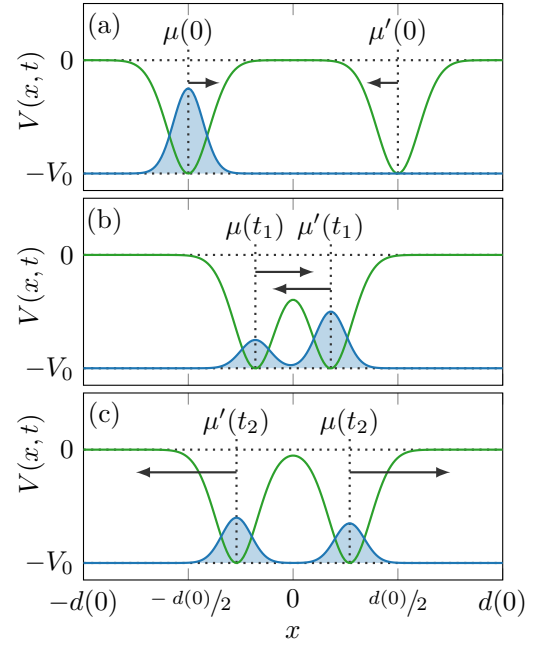 (a) μ(0) μ′(0)
0
V(x, t)
−V₀
(b) μ(t₁) μ′(t₁)
0
V(x, t)
−V₀
(c) μ′(t₂) μ(t₂)
0
V(x, t)
−V₀
−d(0) − d(0)/2 0 d(0)/2 d(0)
x